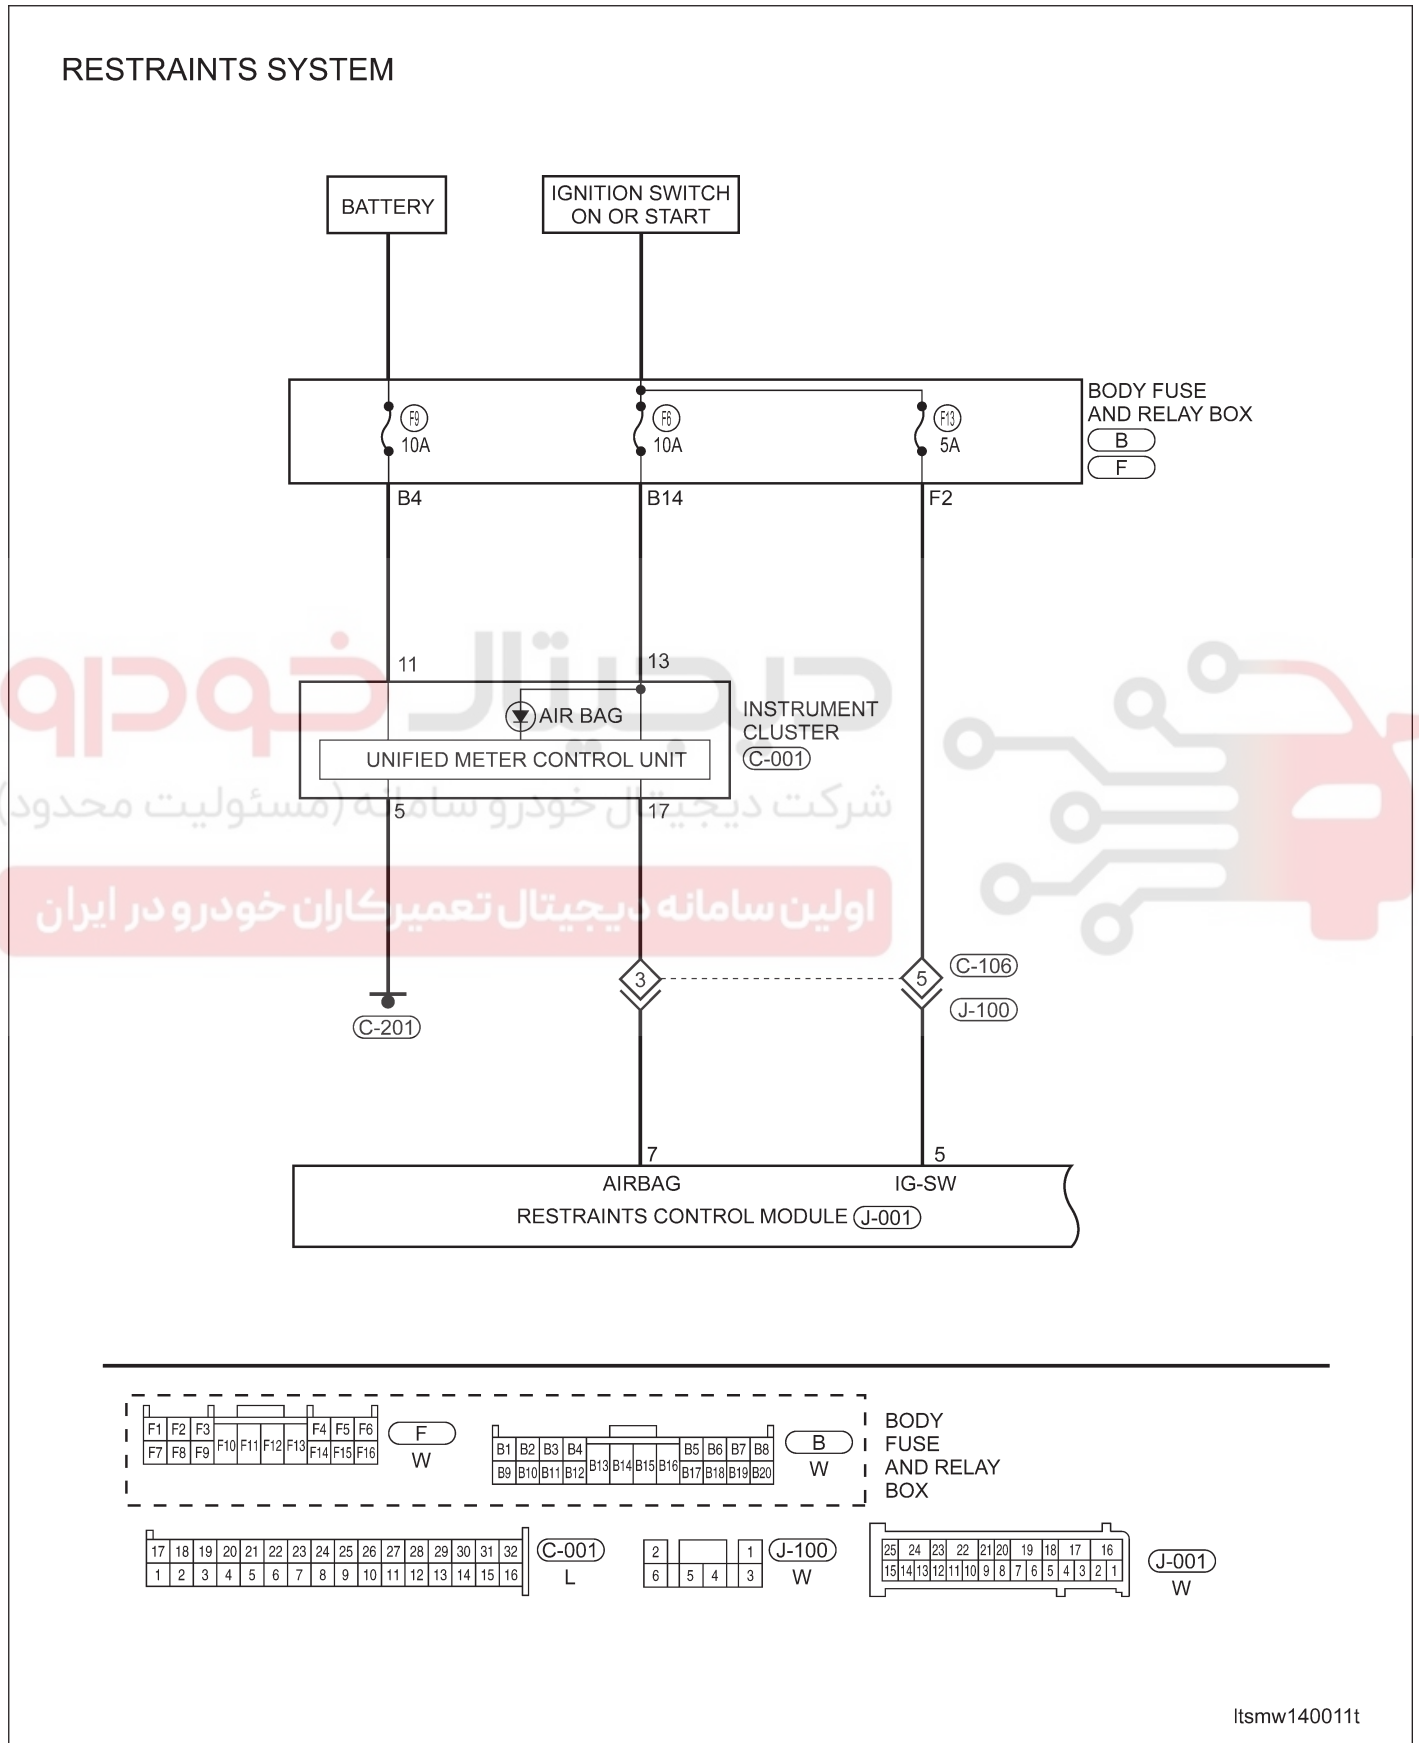 RESTRAINTS SYSTEM
BATTERY
IGNITION SWITCH
ON OR START
BODY FUSE
AND RELAY BOX
B
F
F9
10A
F6
10A
F13
5A
B4
B14
F2
دیجیتال خودرو
شرکت دیجیتال خودرو سامانه (مسئولیت محدود)
اولین سامانه دیجیتال تعمیرکاران خودرو در ایران
11
13
AIR BAG
UNIFIED METER CONTROL UNIT
INSTRUMENT
CLUSTER
C-001
5
17
3
5
C-106
J-100
C-201
7
5
AIRBAG
IG-SW
RESTRAINTS CONTROL MODULE J-001
F1 F2 F3 F4 F5 F6
F7 F8 F9 F10 F11 F12 F13 F14 F15 F16
F
W
B1 B2 B3 B4 B5 B6 B7 B8
B9 B10 B11 B12 B13 B14 B15 B16 B17 B18 B19 B20
B
W
BODY
FUSE
AND RELAY
BOX
17 18 19 20 21 22 23 24 25 26 27 28 29 30 31 32
1 2 3 4 5 6 7 8 9 10 11 12 13 14 15 16
C-001
L
2 1
6 5 4 3
J-100
W
25 24 23 22 21 20 19 18 17 16
15 14 13 12 11 10 9 8 7 6 5 4 3 2 1
J-001
W
ltsmw140011t